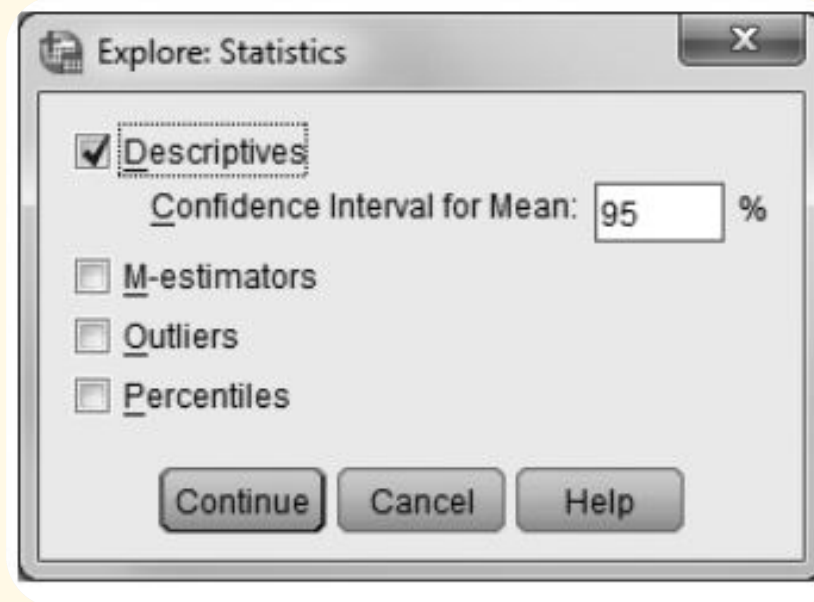 Explore: Statistics
Descriptives
Confidence Interval for Mean: 95 %
M-estimators
Outliers
Percentiles
Continue Cancel Help